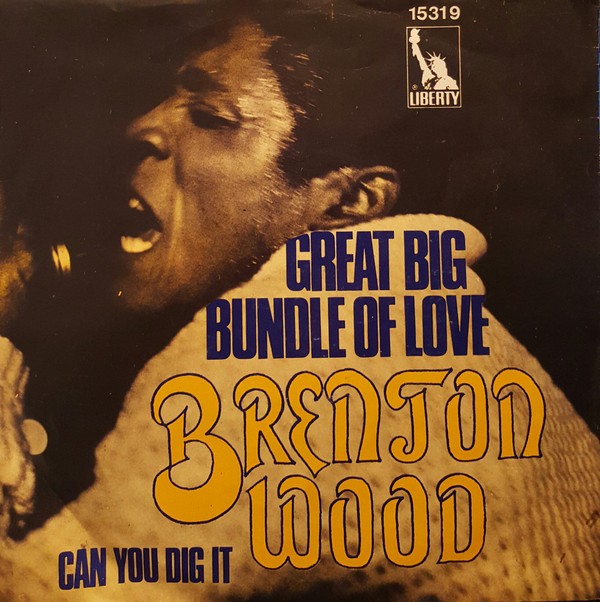 15319
LIBERTY
GREAT BIG
BUNDLE OF LOVE
BRENTON
WOOD
CAN YOU DIG IT